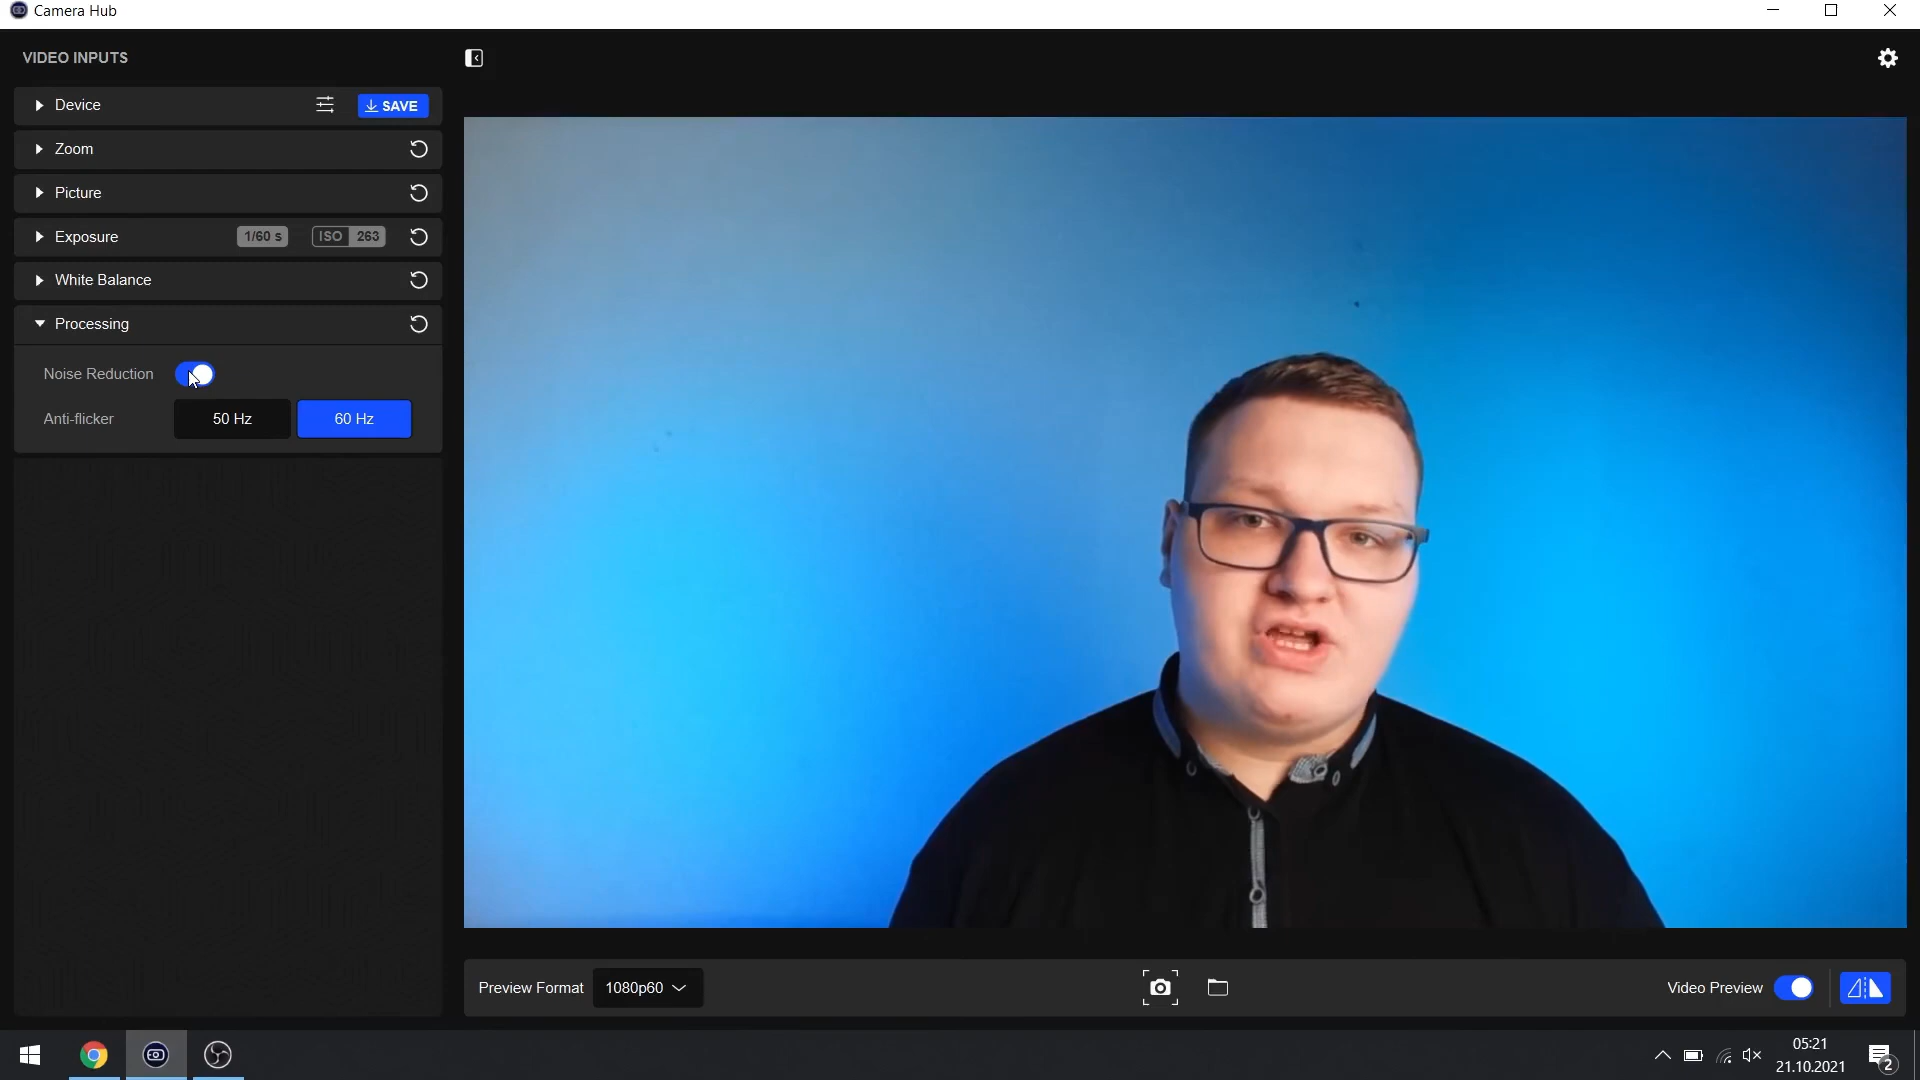 Camera Hub
VIDEO INPUTS
Device
SAVE
Zoom
Picture
Exposure 1/60 s ISO 263
White Balance
Processing
Noise Reduction
Anti-flicker 50 Hz 60 Hz
Preview Format 1080p60
Video Preview
05:21
21.10.2021
2